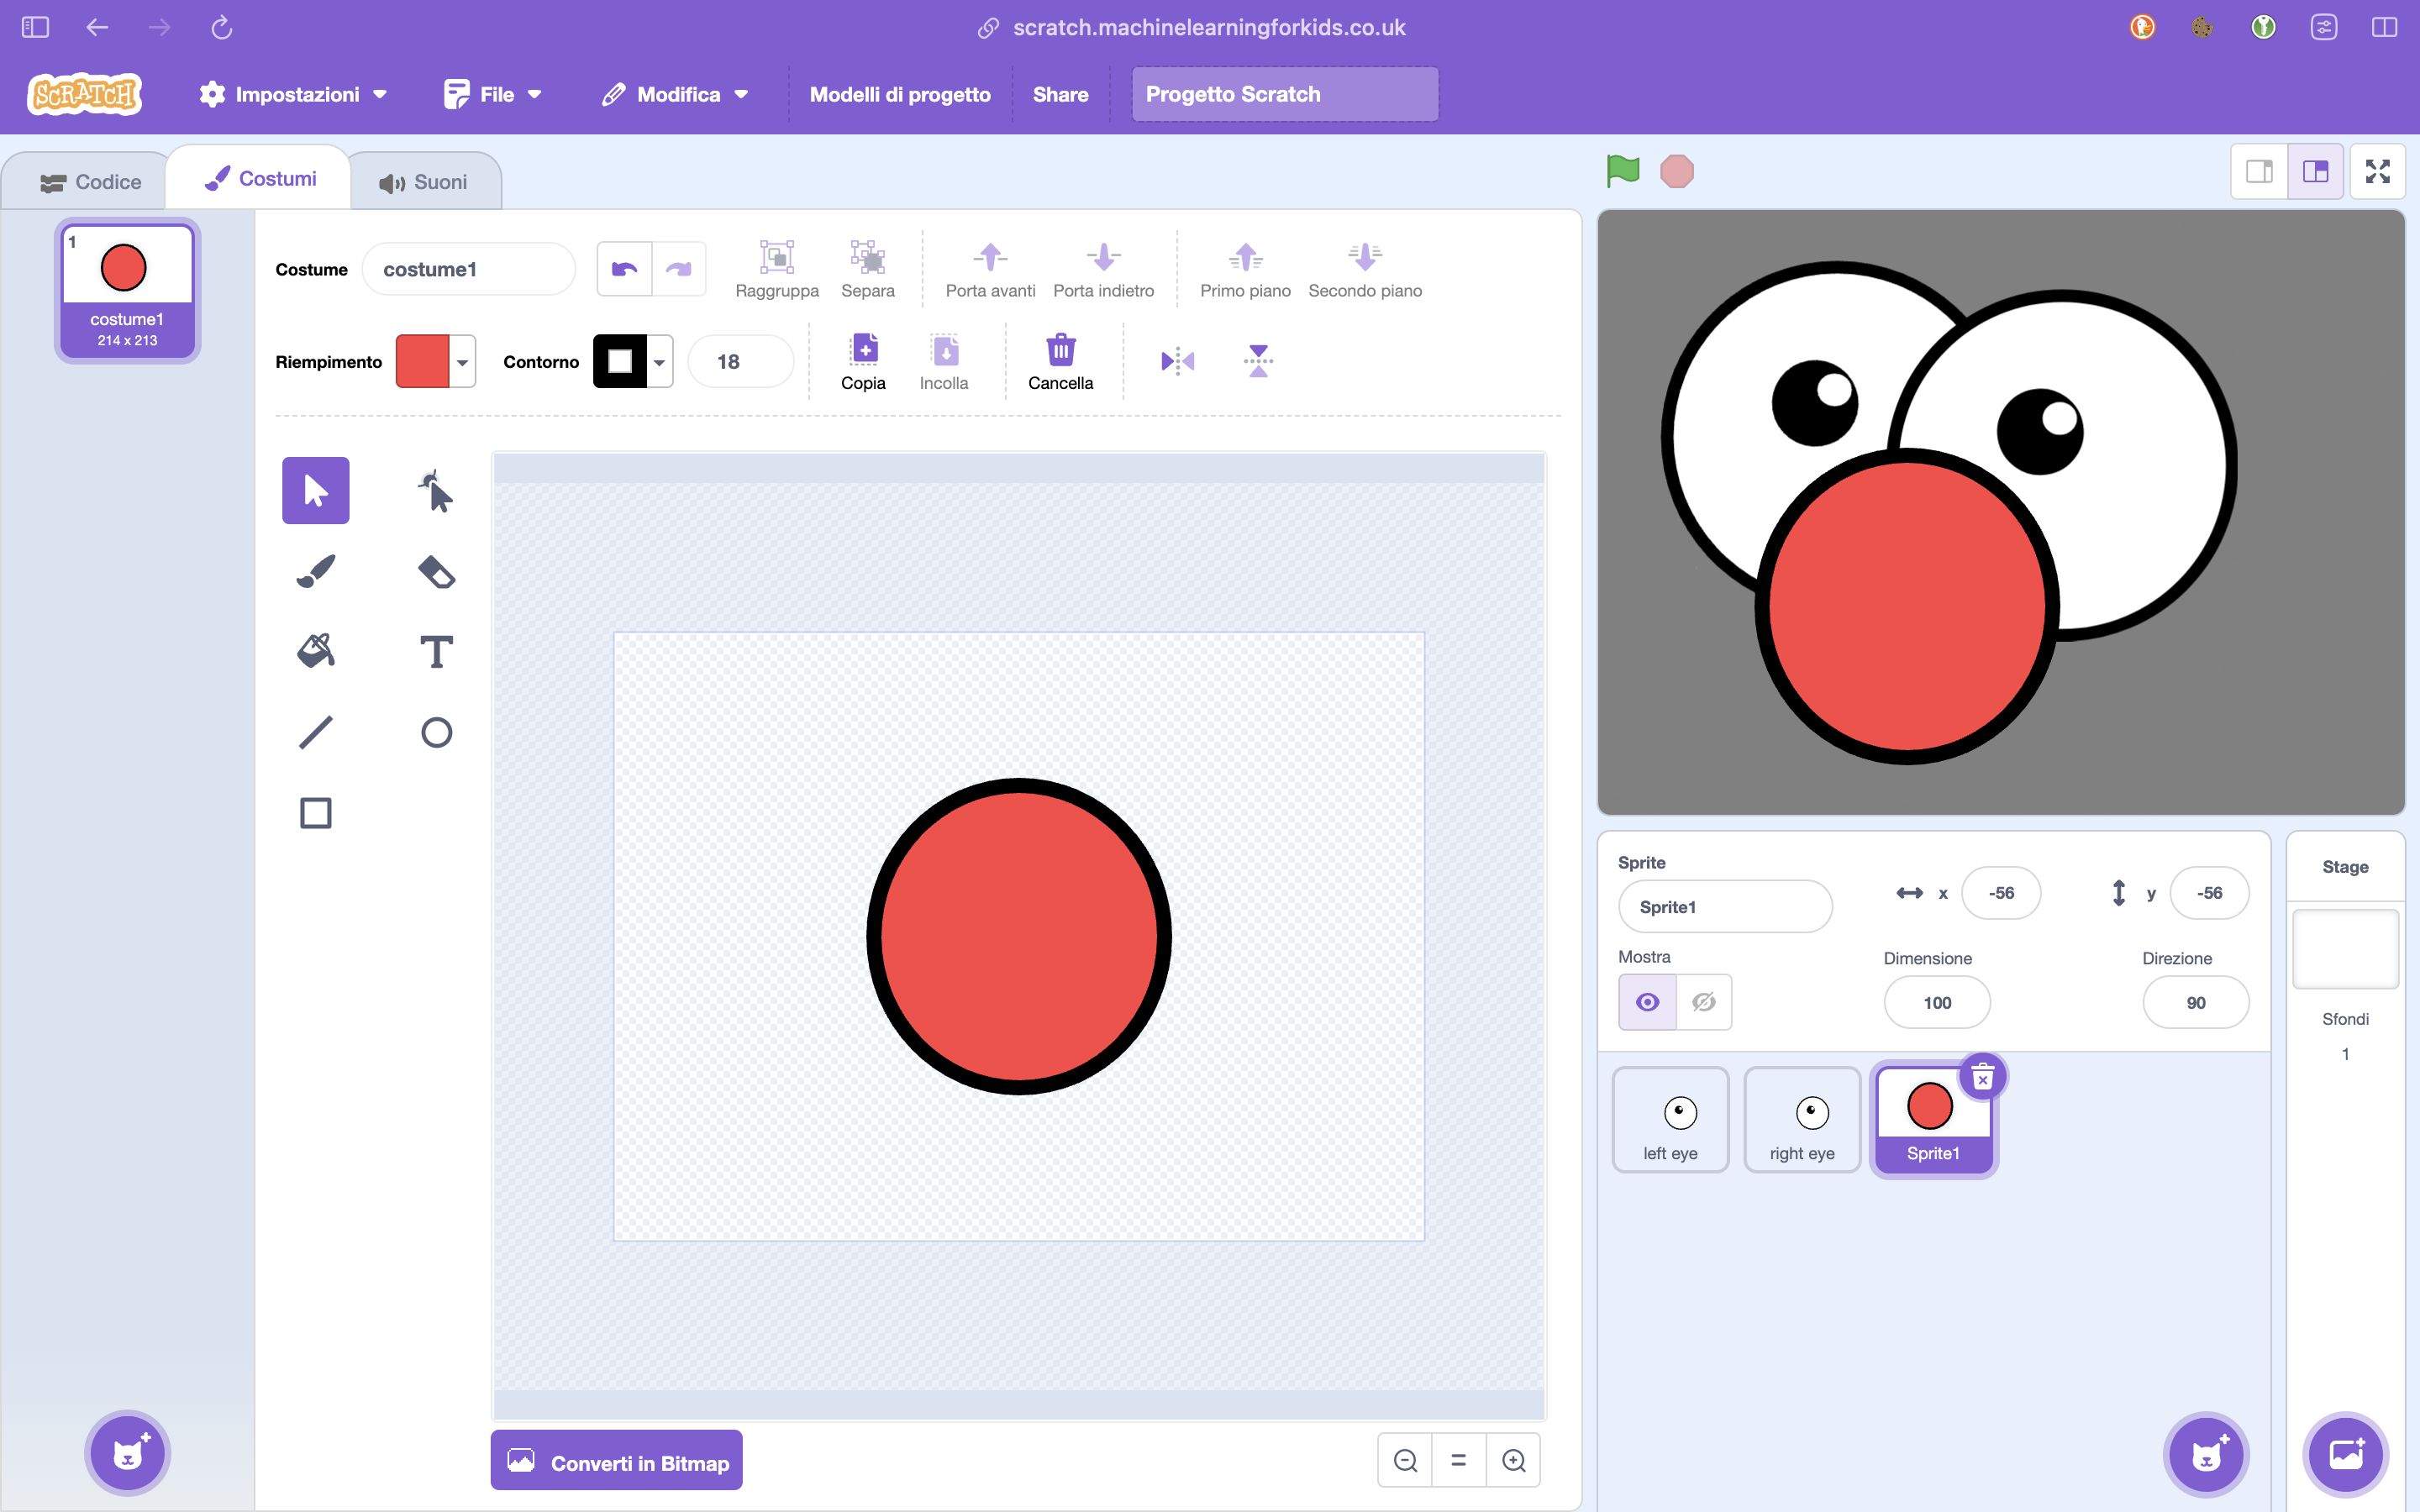 scratch.machinelearningforkids.co.uk
SCRATCH
Impostazioni
File
Modifica
Modelli di progetto
Share
Progetto Scratch
Codice
Costumi
Suoni
1
costume1
214 x 213
Costume
costume1
Raggruppa
Separa
Porta avanti
Porta indietro
Primo piano
Secondo piano
Riempimento
Contorno
18
Copia
Incolla
Cancella
T
Converti in Bitmap
Sprite
Sprite1
x
-56
y
-56
Mostra
Dimensione
100
Direzione
90
left eye
right eye
Sprite1
Stage
Sfondi
1